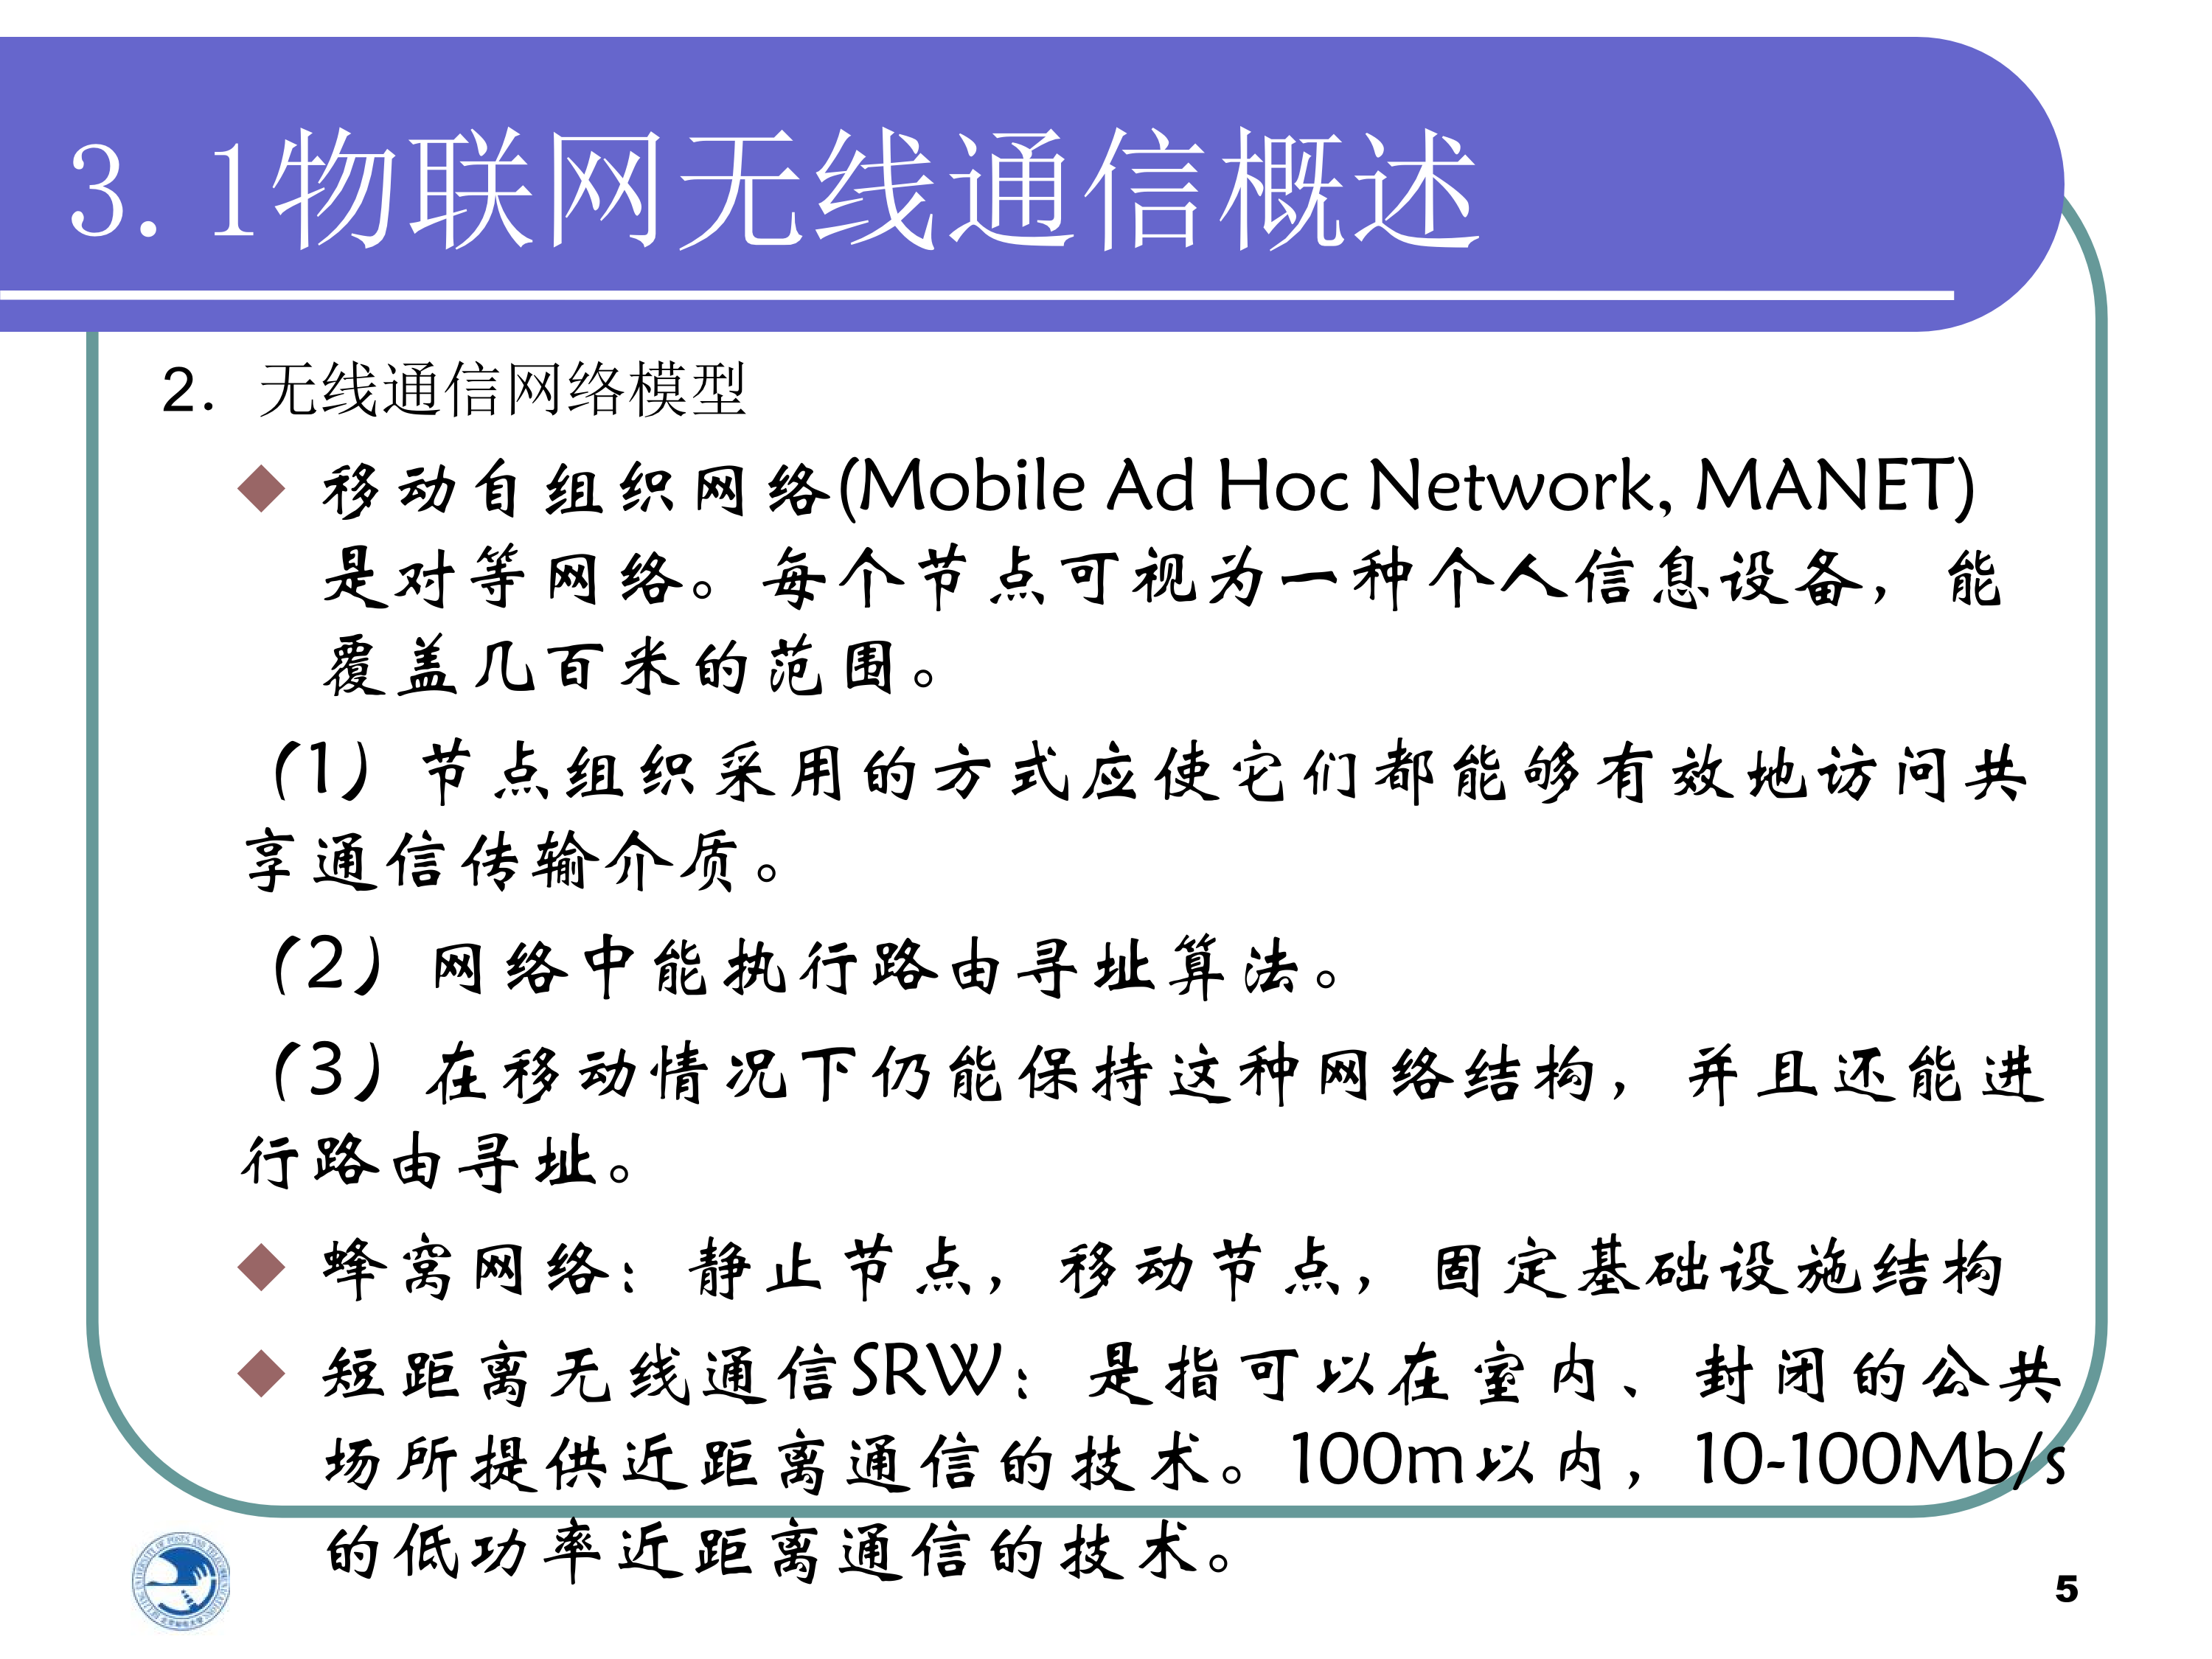 3.1物联网无线通信概述
2. 无线通信网络模型
移动自组织网络(Mobile Ad Hoc Network, MANET)
是对等网络。每个节点可视为一种个人信息设备，能
覆盖几百米的范围。
(1) 节点组织采用的方式应使它们都能够有效地访问共
享通信传输介质。
(2) 网络中能执行路由寻址算法。
(3) 在移动情况下仍能保持这种网络结构，并且还能进
行路由寻址。
蜂窝网络：静止节点，移动节点，固定基础设施结构
短距离无线通信SRW：是指可以在室内、封闭的公共
场所提供近距离通信的技术。100m以内，10-100Mb/s
的低功率近距离通信的技术。
5